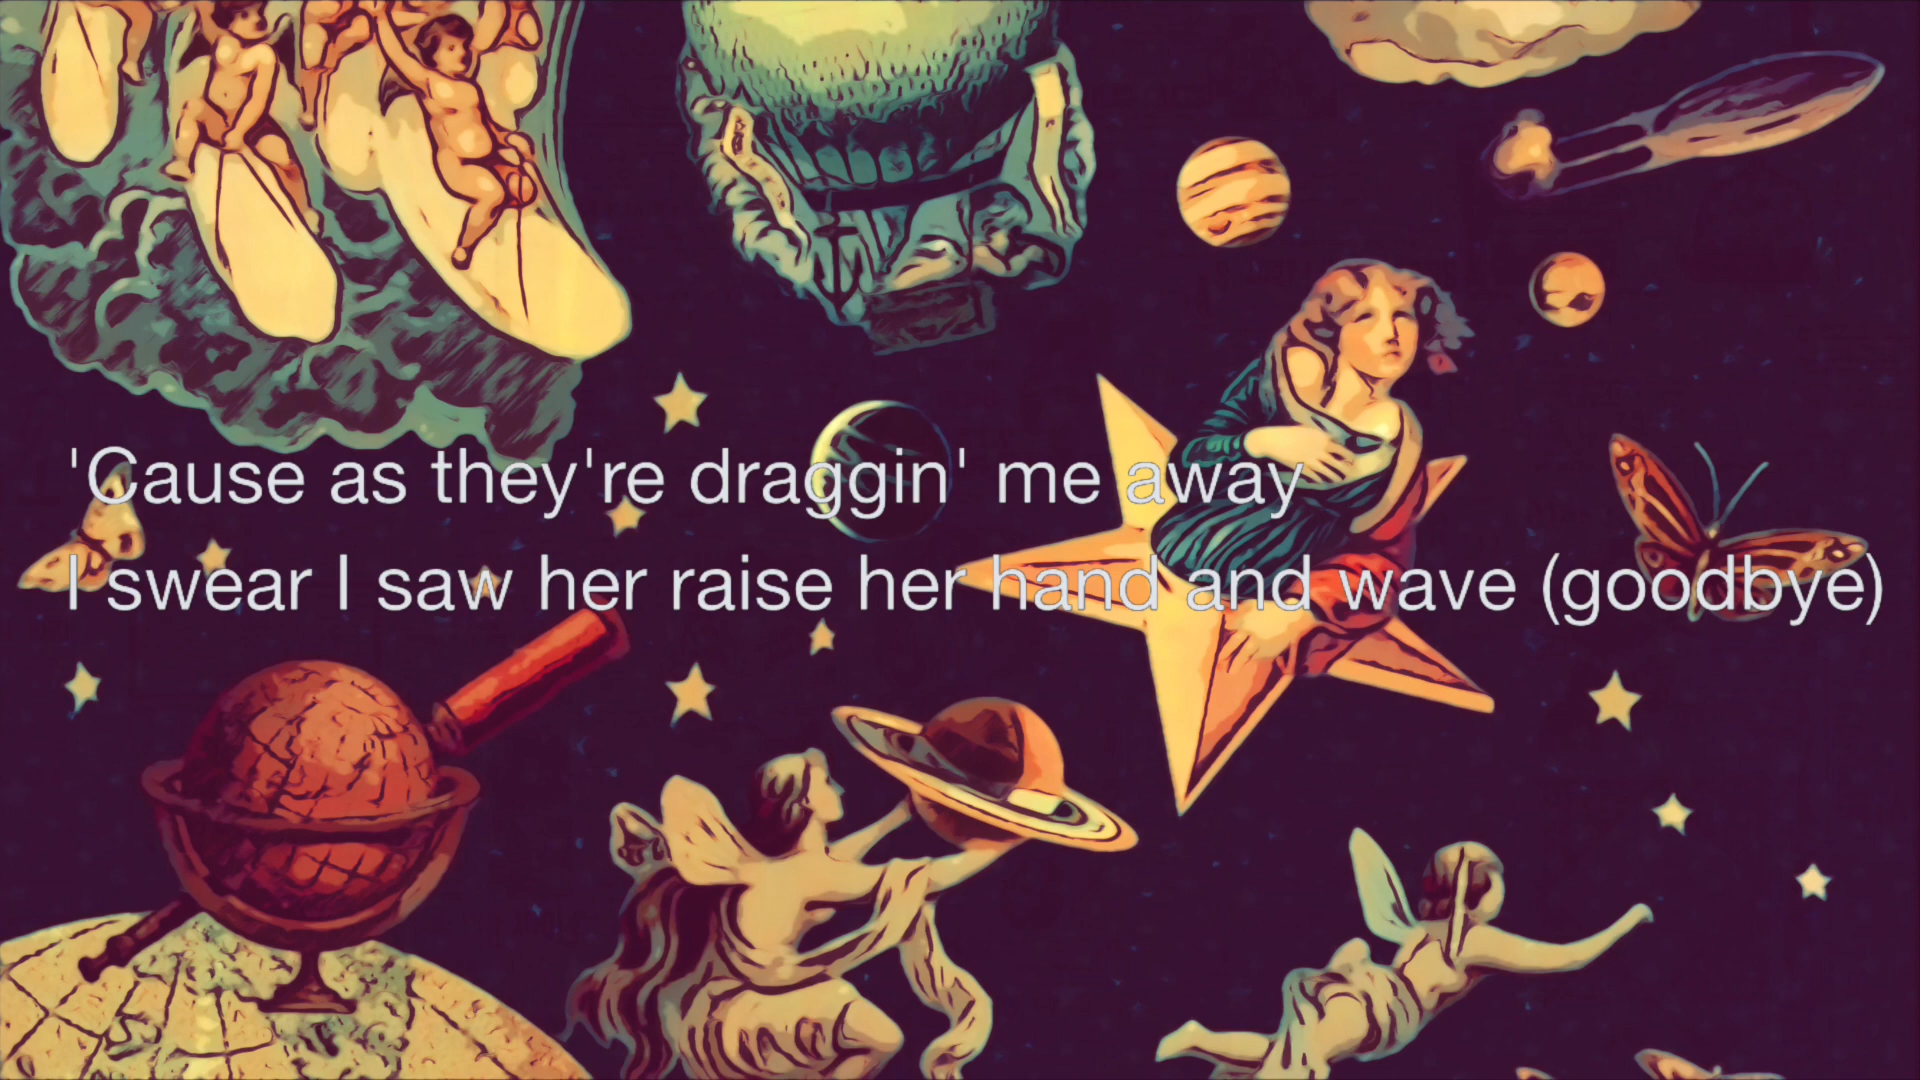 'Cause as they're draggin' me away
I swear I saw her raise her hand and wave (goodbye)